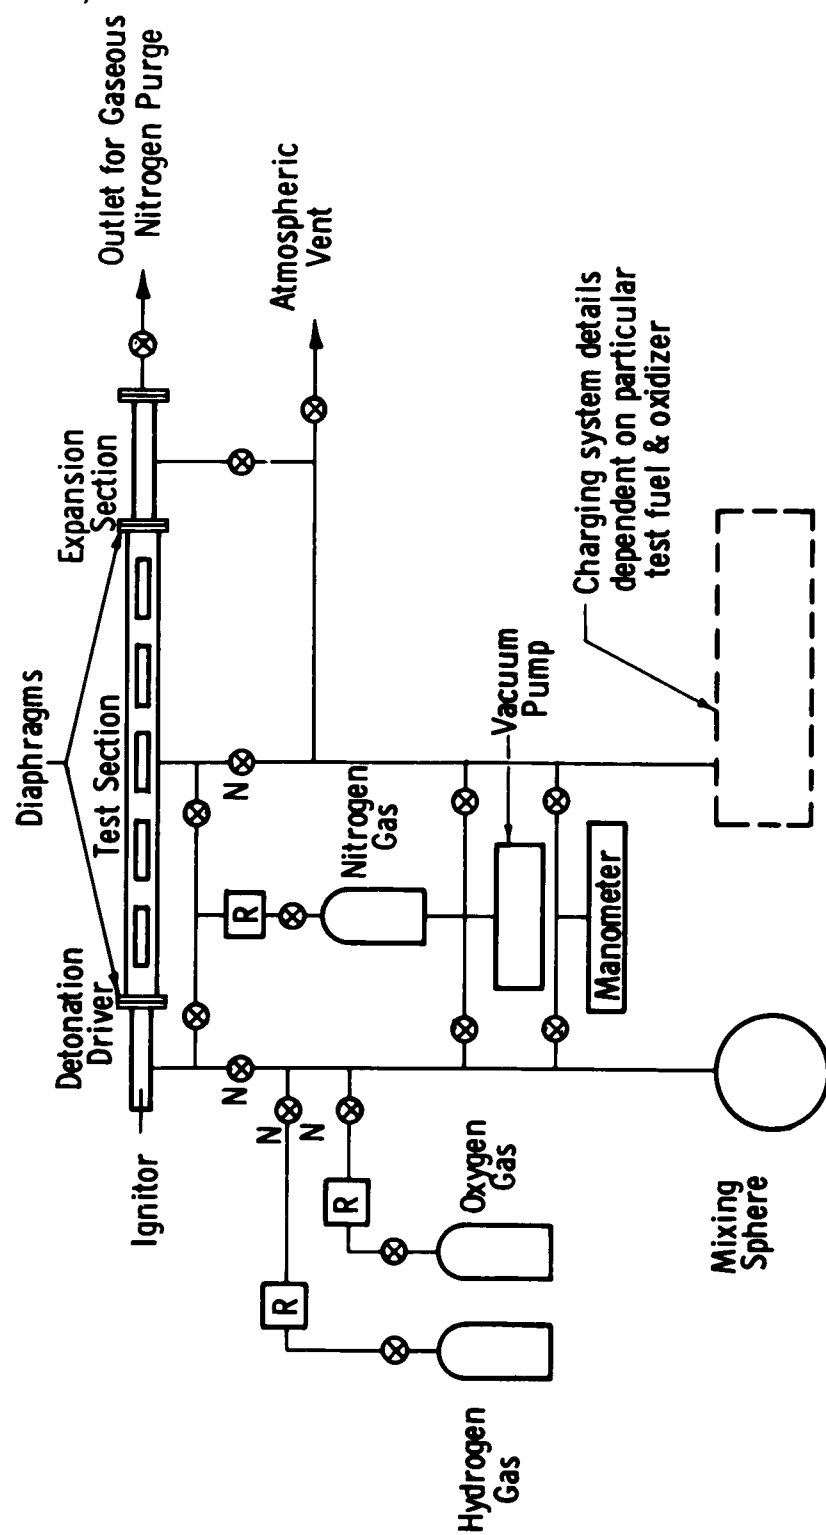 Outlet for Gaseous
Nitrogen Purge
Atmospheric
Vent
Expansion
Section
Diaphragms
Test Section
Detonation
Driver
Ignitor
N
N
N
N
R
R
R
Nitrogen
Gas
Vacuum
Pump
Manometer
Oxygen
Gas
Hydrogen
Gas
Mixing
Sphere
Charging system details
dependent on particular
test fuel & oxidizer